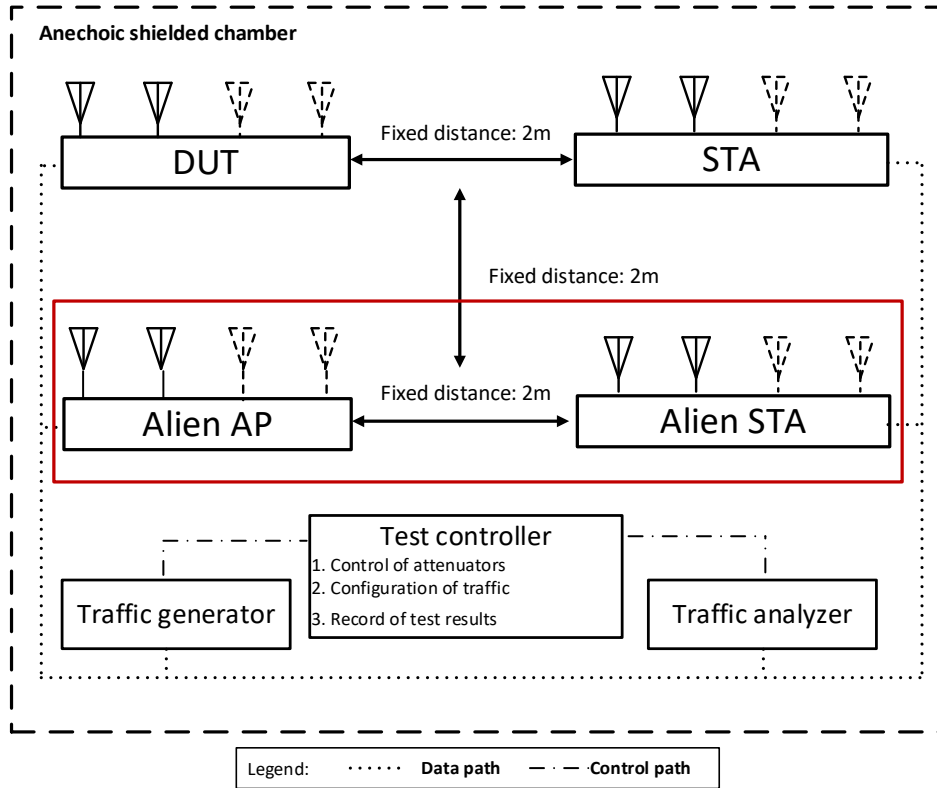 Anechoic shielded chamber
Fixed distance: 2m
DUT
STA
Fixed distance: 2m
Fixed distance: 2m
Alien AP
Alien STA
Test controller
1. Control of attenuators
2. Configuration of traffic
3. Record of test results
Traffic generator
Traffic analyzer
Legend:
Data path
Control path